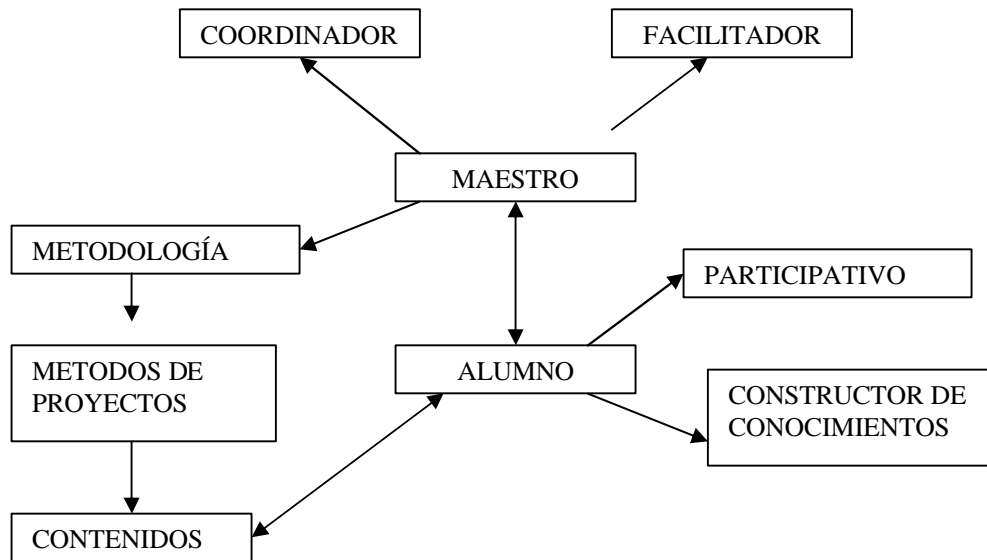 COORDINADOR
FACILITADOR
MAESTRO
METODOLOGÍA
PARTICIPATIVO
METODOS DE
PROYECTOS
ALUMNO
CONSTRUCTOR DE
CONOCIMIENTOS
CONTENIDOS